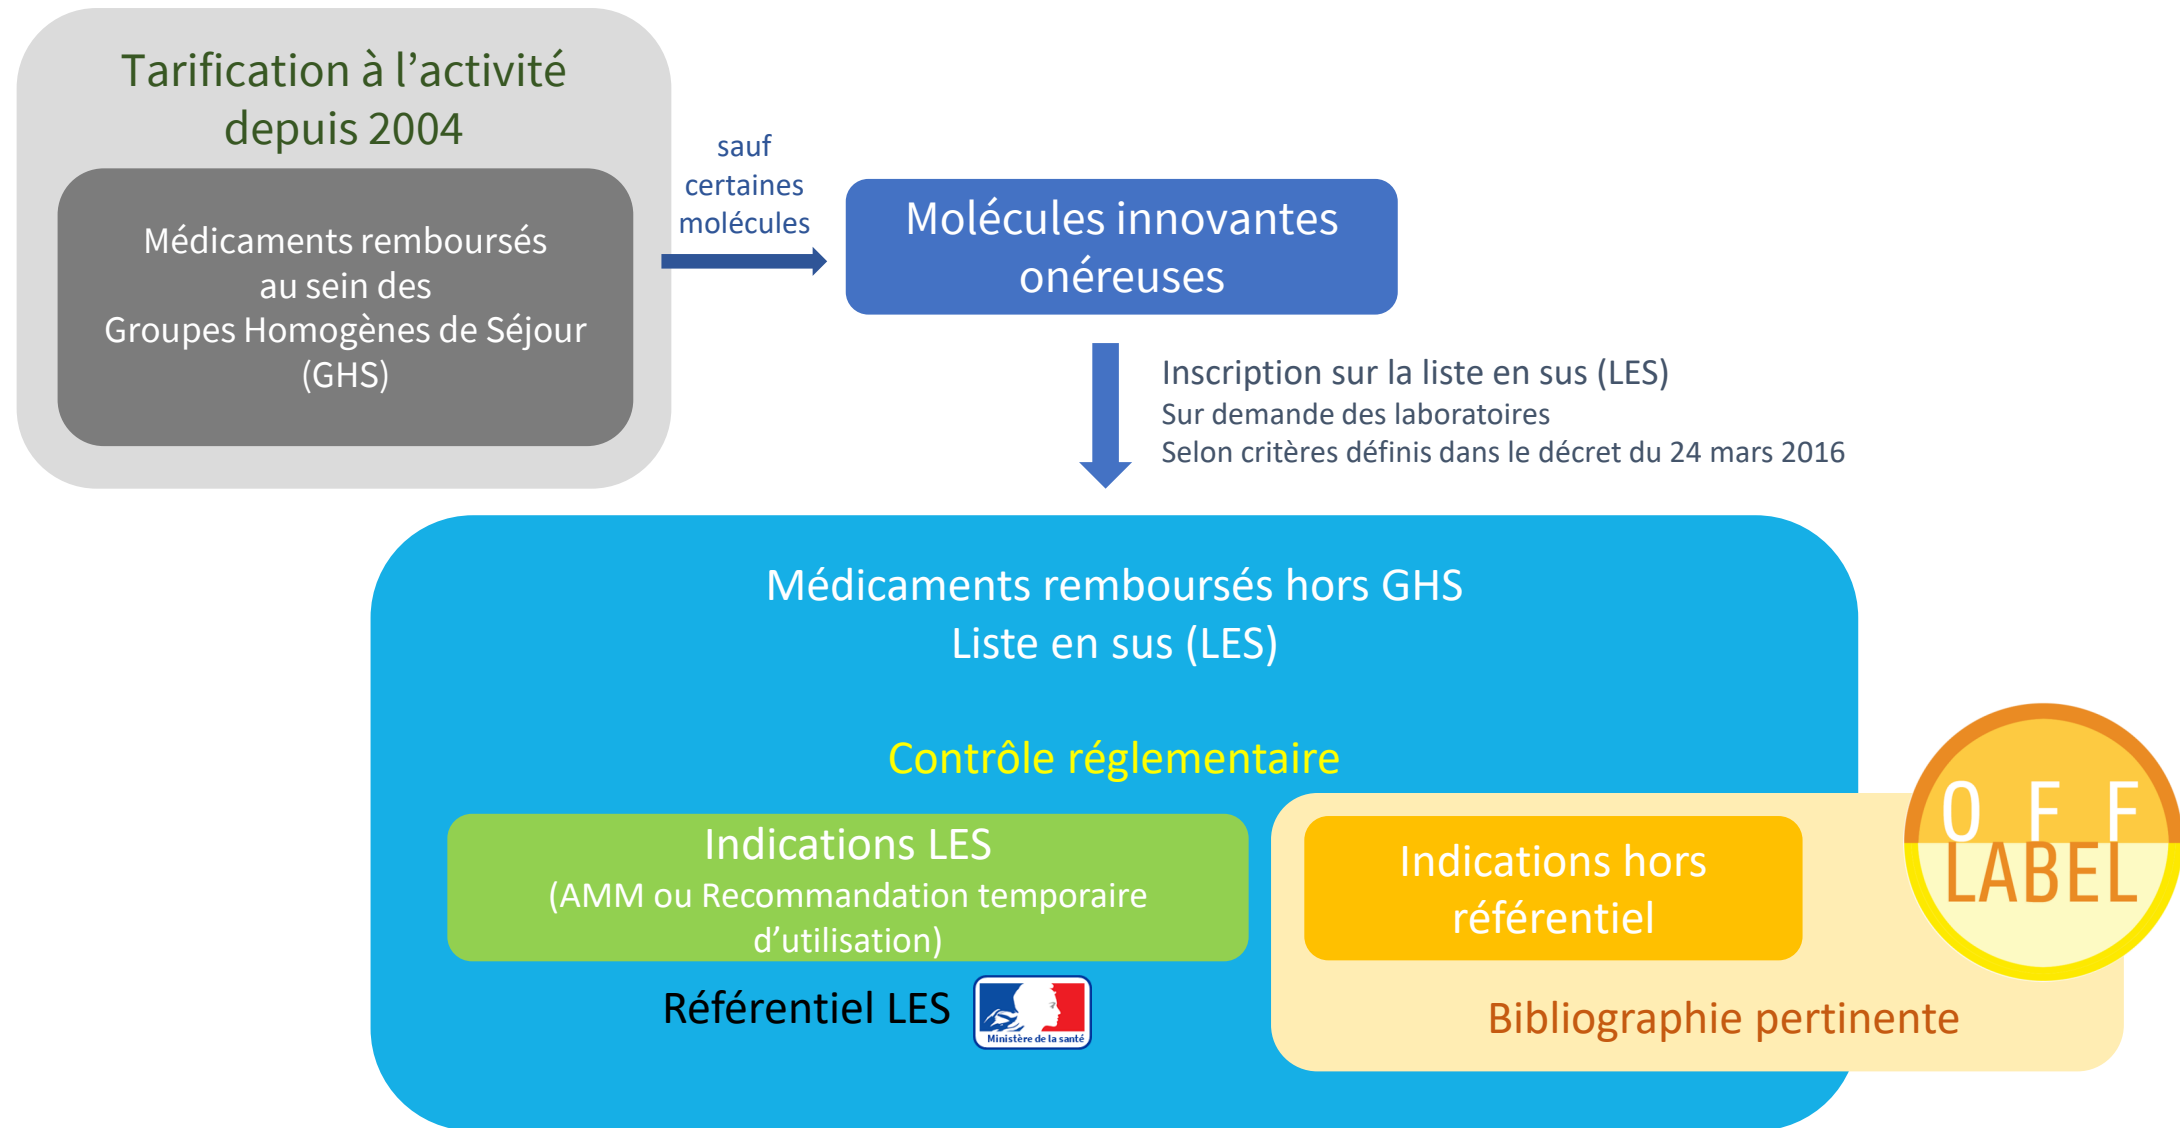 Tarification à l’activité
depuis 2004
Médicaments remboursés
au sein des
Groupes Homogènes de Séjour
(GHS)
sauf
certaines
molécules
Molécules innovantes
onéreuses
Inscription sur la liste en sus (LES)
Sur demande des laboratoires
Selon critères définis dans le décret du 24 mars 2016
Médicaments remboursés hors GHS
Liste en sus (LES)
Contrôle réglementaire
Indications LES
(AMM ou Recommandation temporaire
d’utilisation)
Référentiel LES
Ministère de la santé
Indications hors
référentiel
Bibliographie pertinente
OFF
LABEL